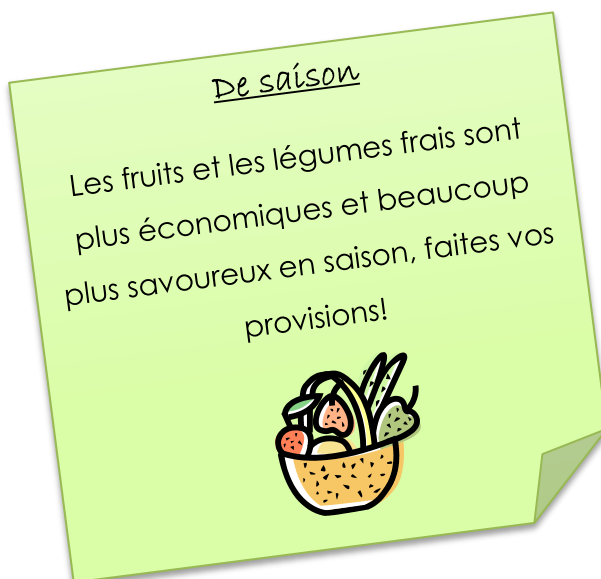 De saison
Les fruits et les légumes frais sont
plus économiques et beaucoup
plus savoureux en saison, faites vos
provisions!